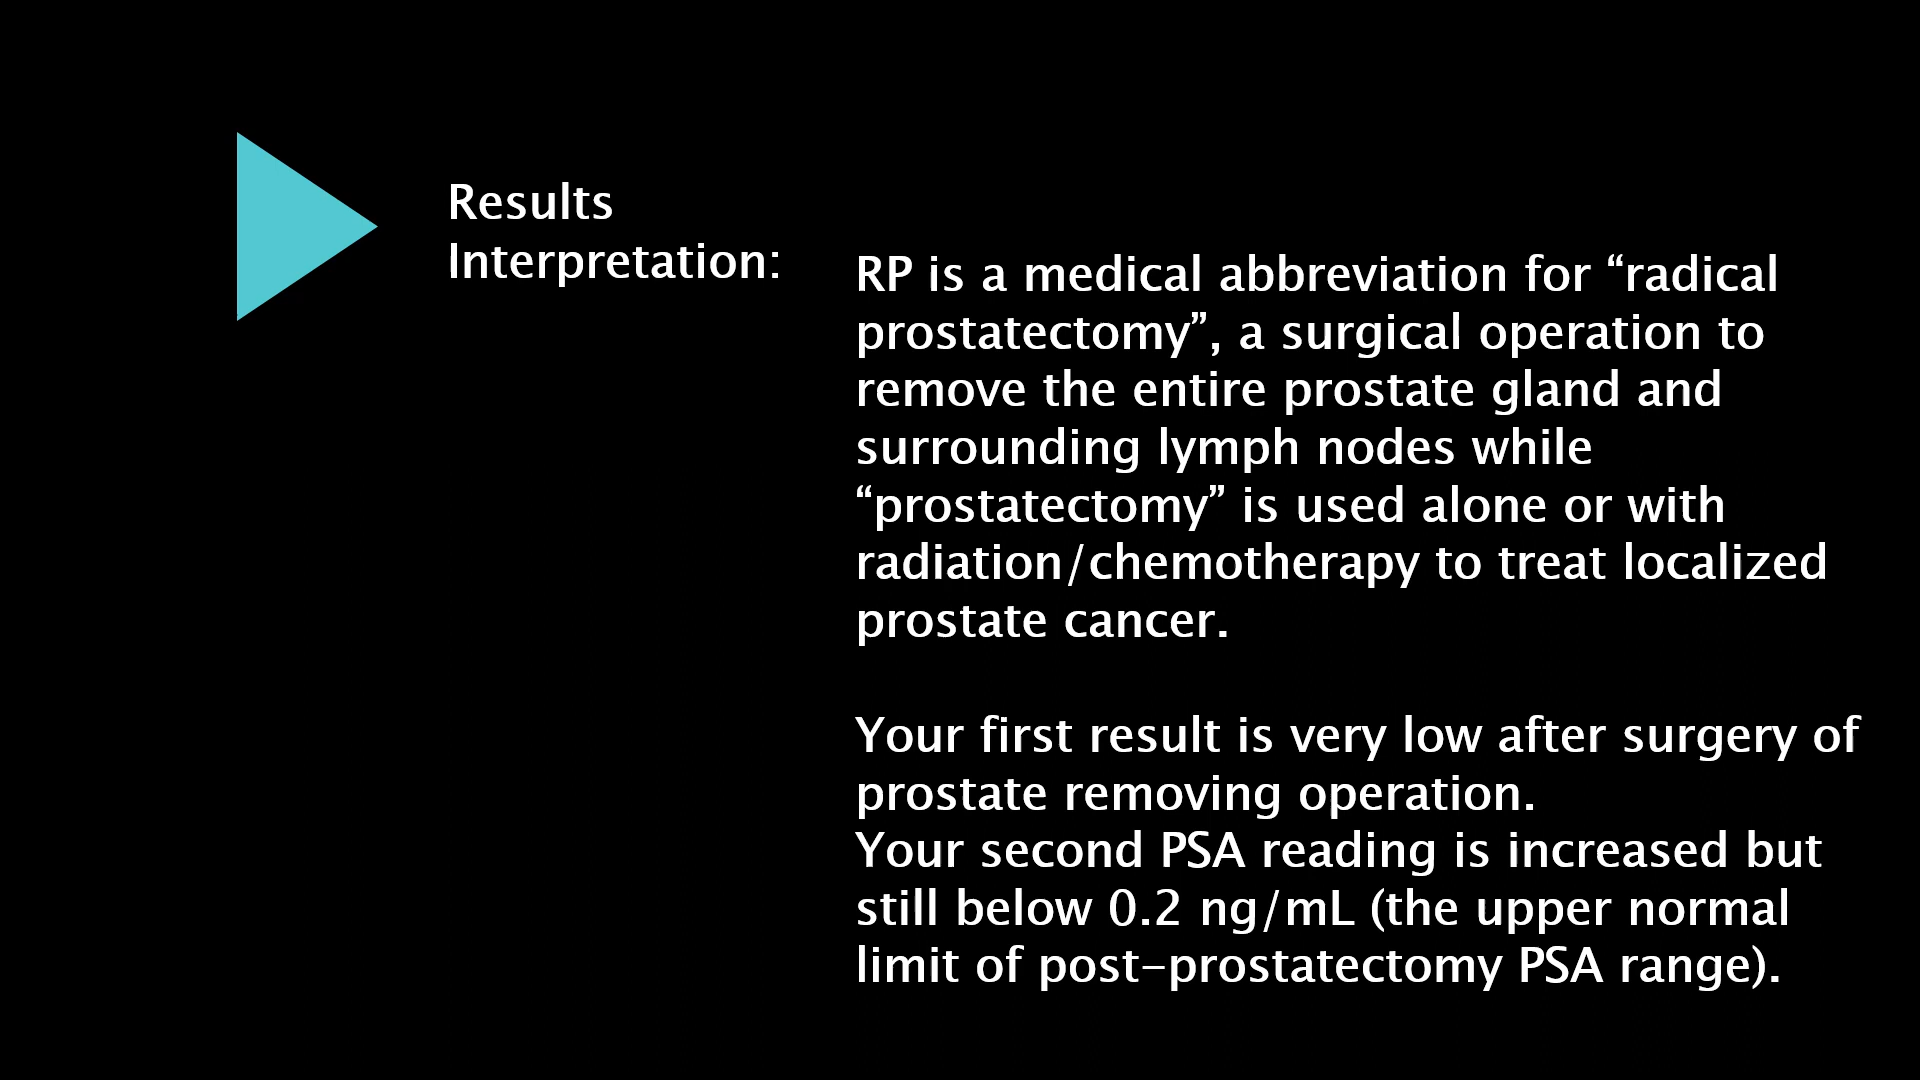 Results
Interpretation:
RP is a medical abbreviation for “radical
prostatectomy”, a surgical operation to
remove the entire prostate gland and
surrounding lymph nodes while
“prostatectomy” is used alone or with
radiation/chemotherapy to treat localized
prostate cancer.
Your first result is very low after surgery of
prostate removing operation.
Your second PSA reading is increased but
still below 0.2 ng/mL (the upper normal
limit of post-prostatectomy PSA range).